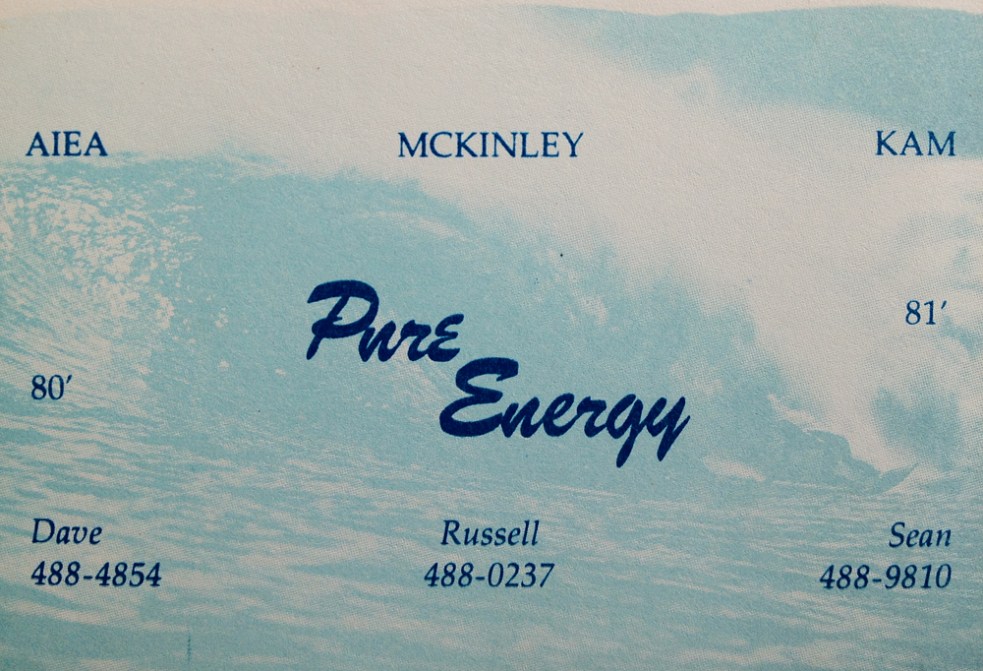 AIEA MCKINLEY KAM
81′
Pure
80′
Energy
Dave Russell Sean
488-4854 488-0237 488-9810